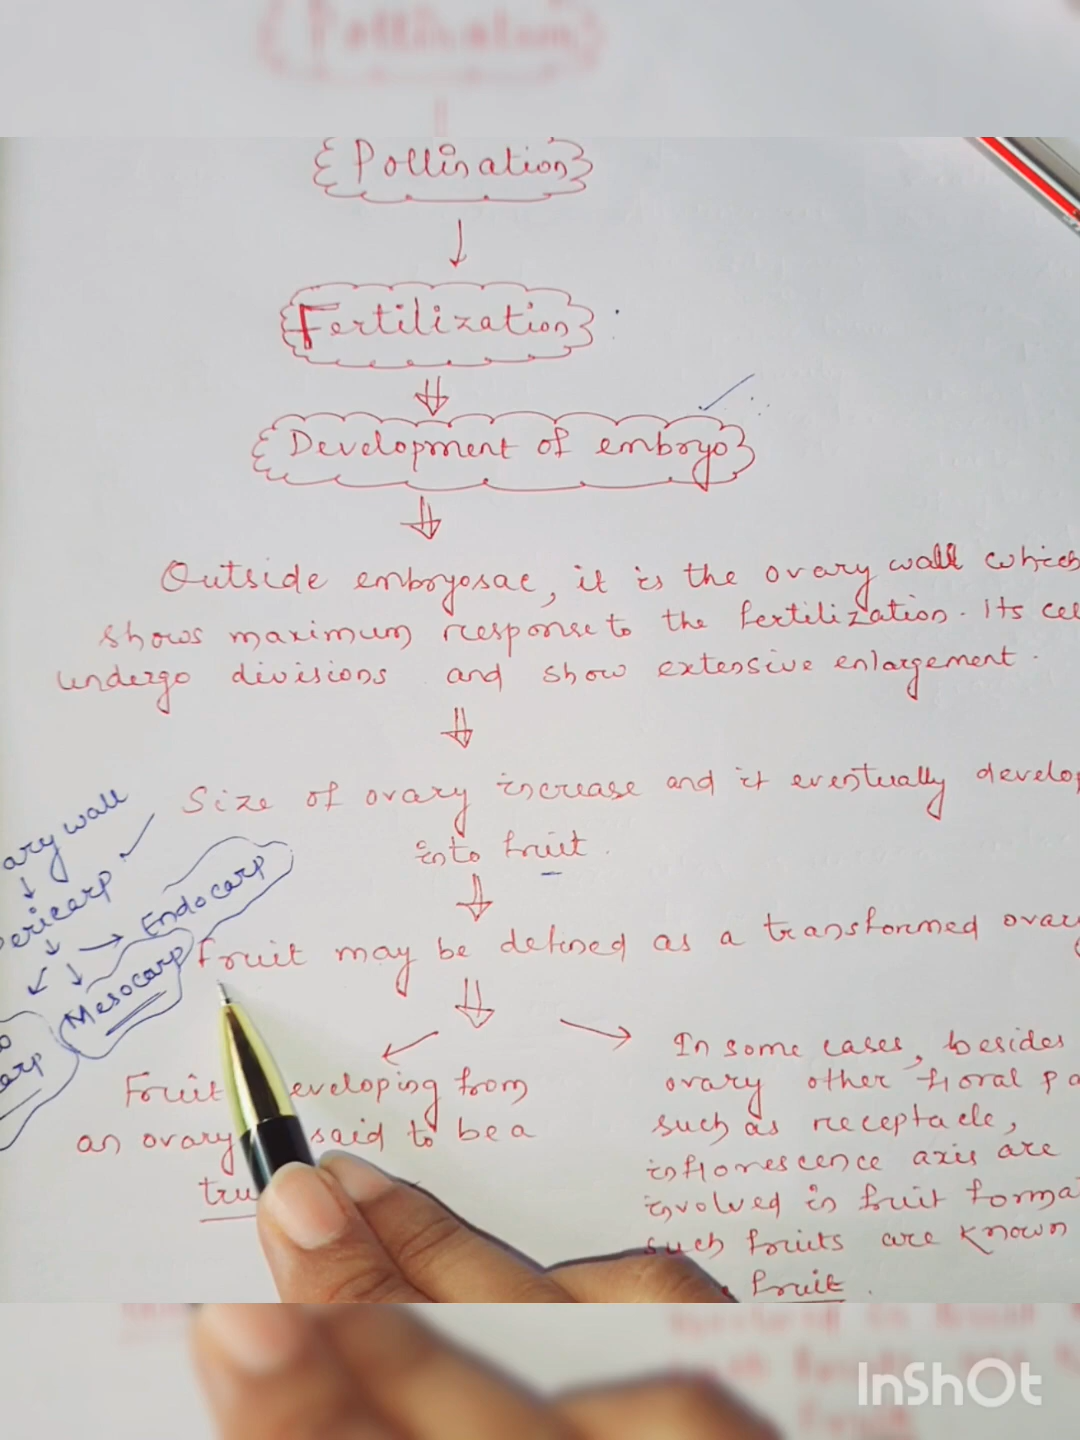 Pollination
Fertilization
Development of embryo
Outside embryosac, it is the ovary wall which
shows maximum response to the fertilization. Its
undergo divisions and show extensive enlargement.
Size of ovary increase and it eventually
into fruit.
wall
Endocarp
Mesocarp
Fruit may be defined as a transformed
Fruit from
an ovary said to be a
In some cases, besides
ovary other floral
such as receptacle,
inflorescence axis are
involved in fruit
such fruits are known
fruit.
InShOt